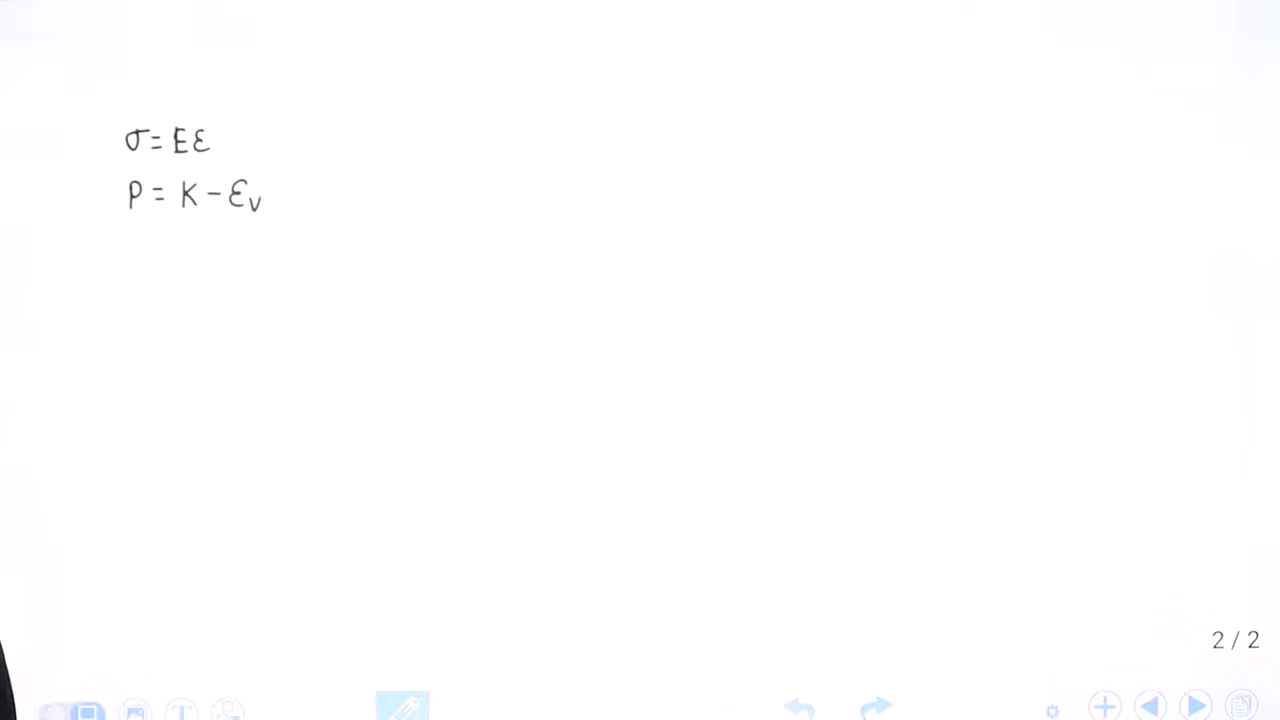 σ = Eε
P = K - εᵥ
2 / 2